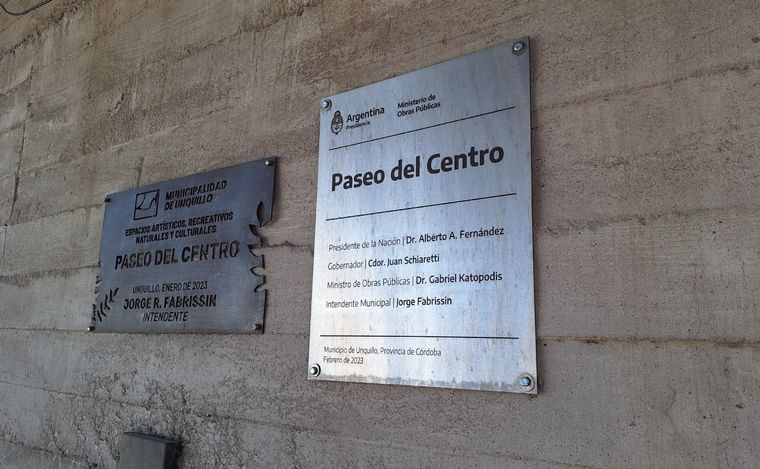 MUNICIPALIDAD
DE UNQUILLO
ESPACIOS ARTÍSTICOS, RECREATIVOS
NATURALES Y CULTURALES
PASEO DEL CENTRO
UNQUILLO, ENERO DE 2023
JORGE R. FABRISSIN
INTENDENTE
Argentina
Presidencia
Ministerio de
Obras Públicas
Paseo del Centro
Presidente de la Nación | Dr. Alberto A. Fernández
Gobernador | Cdor. Juan Schiaretti
Ministro de Obras Públicas | Dr. Gabriel Katopodis
Intendente Municipal | Jorge Fabrissin
Municipio de Unquillo, Provincia de Córdoba
Febrero de 2023